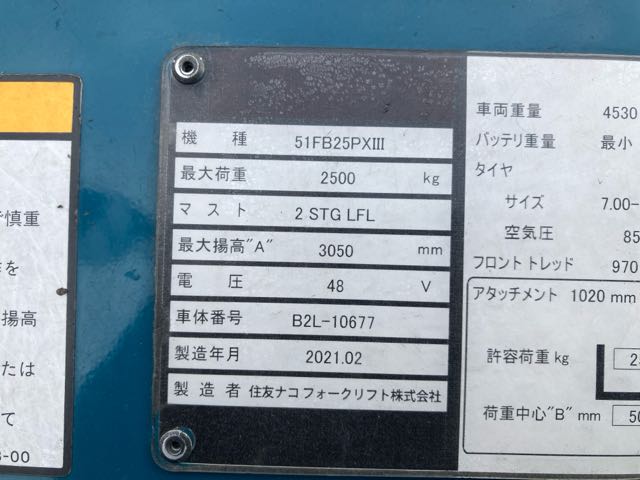 機種 51FB25PXIII
最大荷重 2500 kg
マスト 2 STG LFL
最大揚高"A" 3050 mm
電圧 48 V
車体番号 B2L-10677
製造年月 2021.02
製造者 住友ナコフォークリフト株式会社
車両重量 4530
バッテリ重量 最小
タイヤ
サイズ 7.00-
空気圧 85
フロントトレッド 970
アタッチメント 1020 mm
許容荷重 kg 2
荷重中心"B" mm 50
慎重
を
揚高
たは
て
3-00